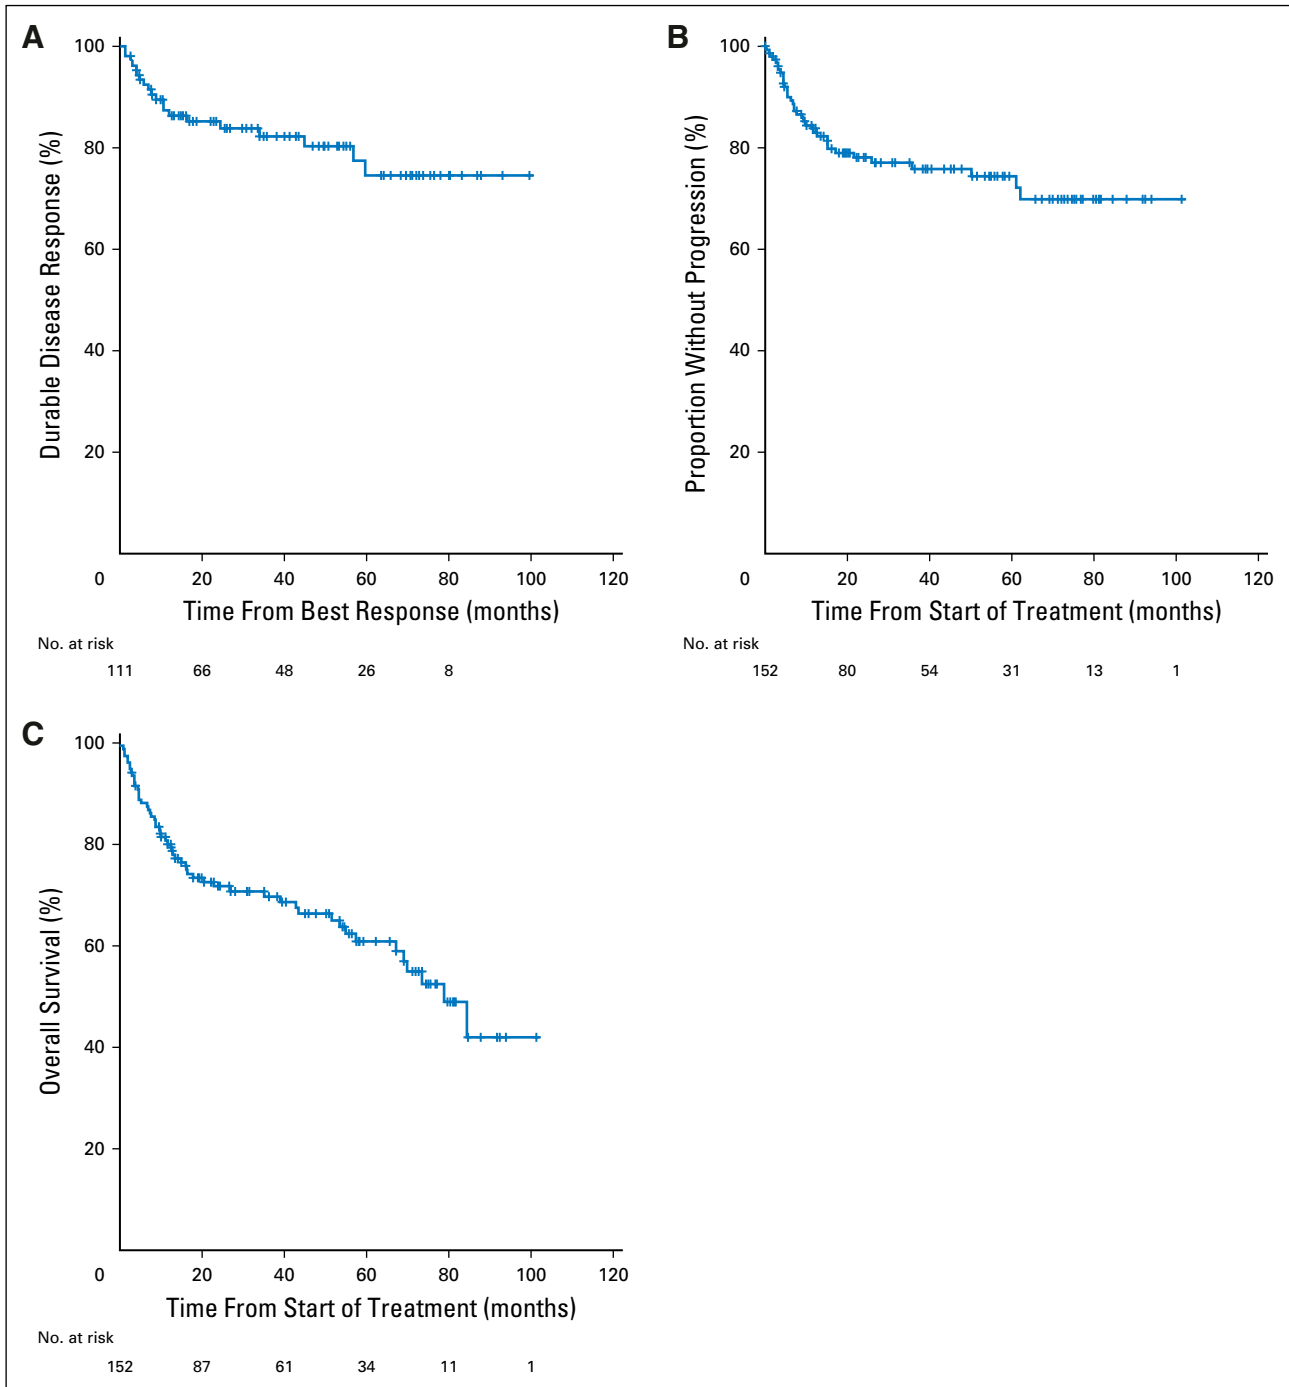 A
100
80
60
40
20
0
Durable Disease Response (%)
20 40 60 80 100 120
Time From Best Response (months)
No. at risk
111 66 48 26 8
B
100
80
60
40
20
0
Proportion Without Progression (%)
20 40 60 80 100 120
Time From Start of Treatment (months)
No. at risk
152 80 54 31 13 1
C
100
80
60
40
20
0
Overall Survival (%)
20 40 60 80 100 120
Time From Start of Treatment (months)
No. at risk
152 87 61 34 11 1